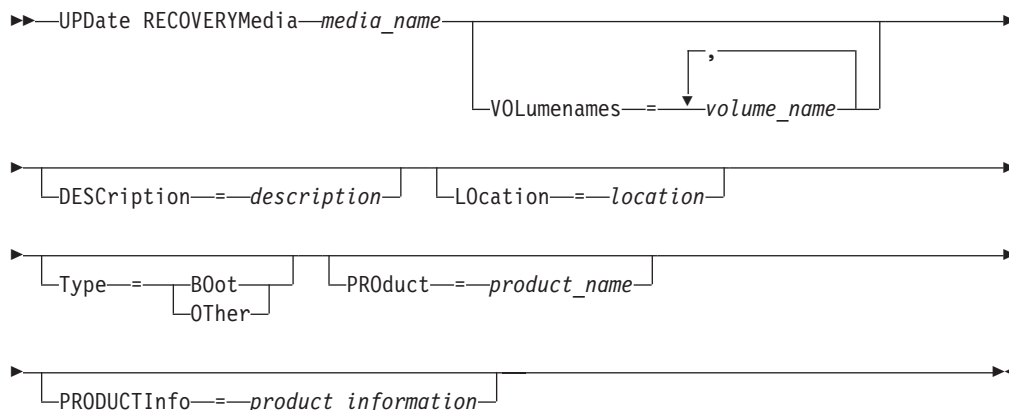 UPDate RECOVERYMedia media_name
,
VOLumenames = volume_name
DESCription = description LOcation = location
Type = BOot PROduct = product_name
OTher
PRODUCTInfo = product information